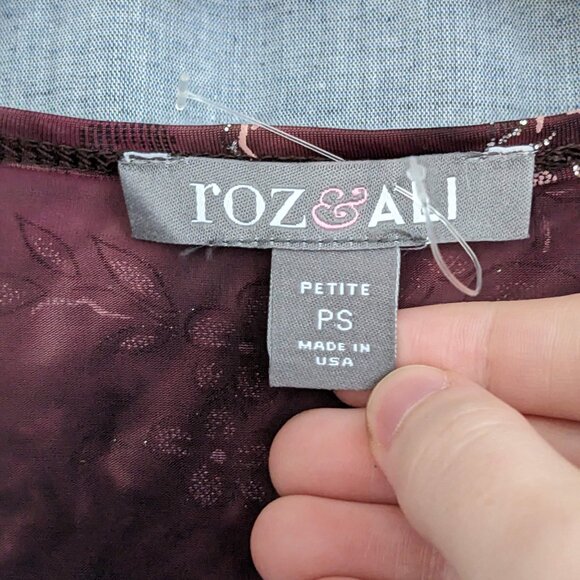 roz&ALI
PETITE
PS
MADE IN
USA